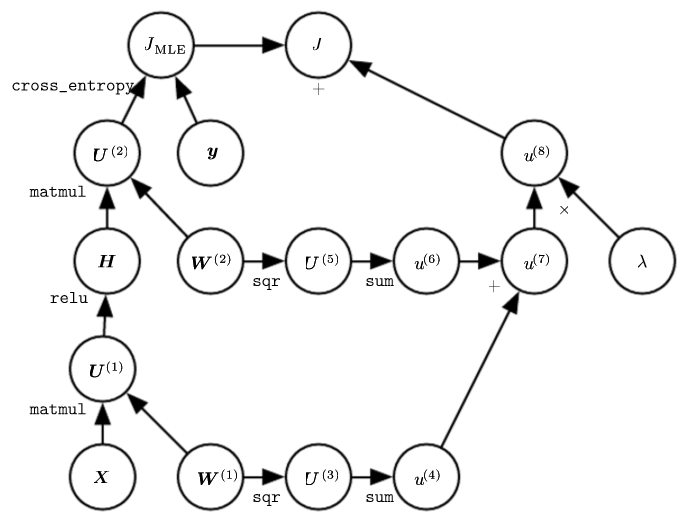 J_MLE J
cross_entropy +
U^(2) y u^(8)
matmul ×
H W^(2) U^(5) u^(6) u^(7) λ
relu sqr sum +
U^(1)
matmul
X W^(1) U^(3) u^(4)
sqr sum